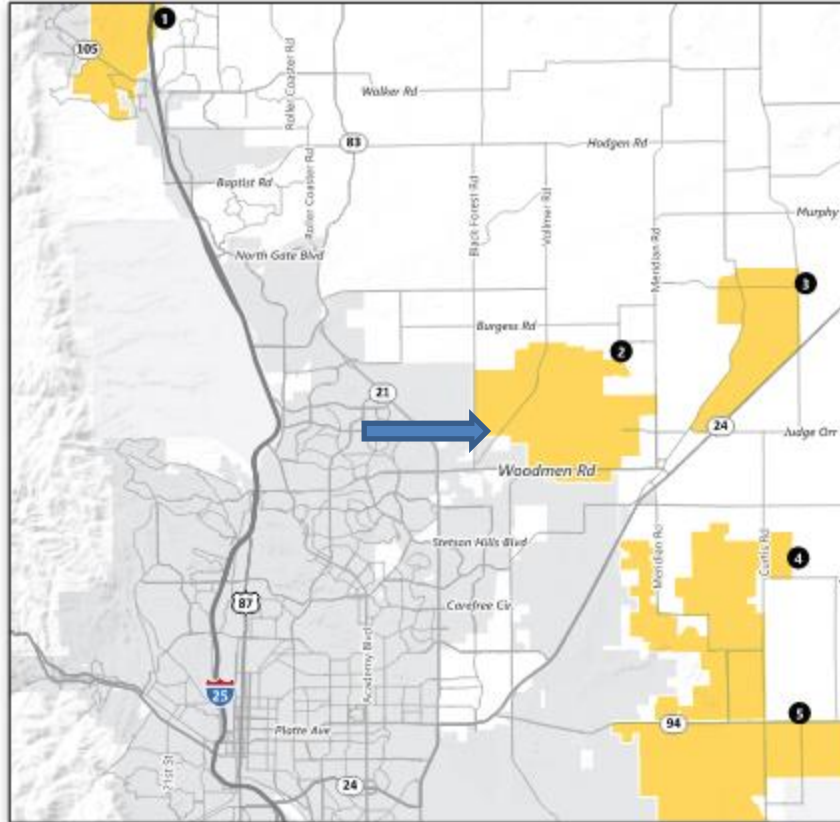 1
105
Roller Coaster Rd
Walker Rd
83
Hodgen Rd
Baptist Rd
Roller Coaster Rd
Black Forest Rd
Vollmer Rd
Meridian Rd
Murphy
North Gate Blvd
3
Burgess Rd
2
21
24
Judge Orr
Woodmen Rd
Stetson Hills Blvd
Meridian Rd
Curtis Rd
4
87
Carefree Cir
Academy Blvd
25
5
94
Platte Ave
21st St
24